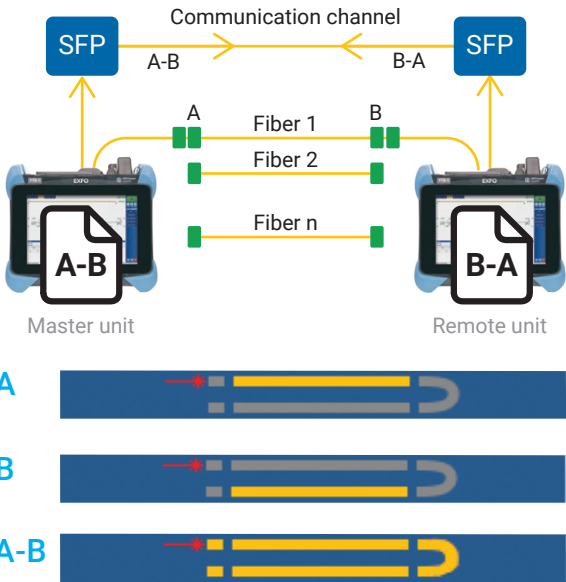 Communication channel
SFP
SFP
A-B
B-A
A
B
Fiber 1
Fiber 2
Fiber n
EXFO
EXFO
A-B
B-A
Master unit
Remote unit
A
B
A-B